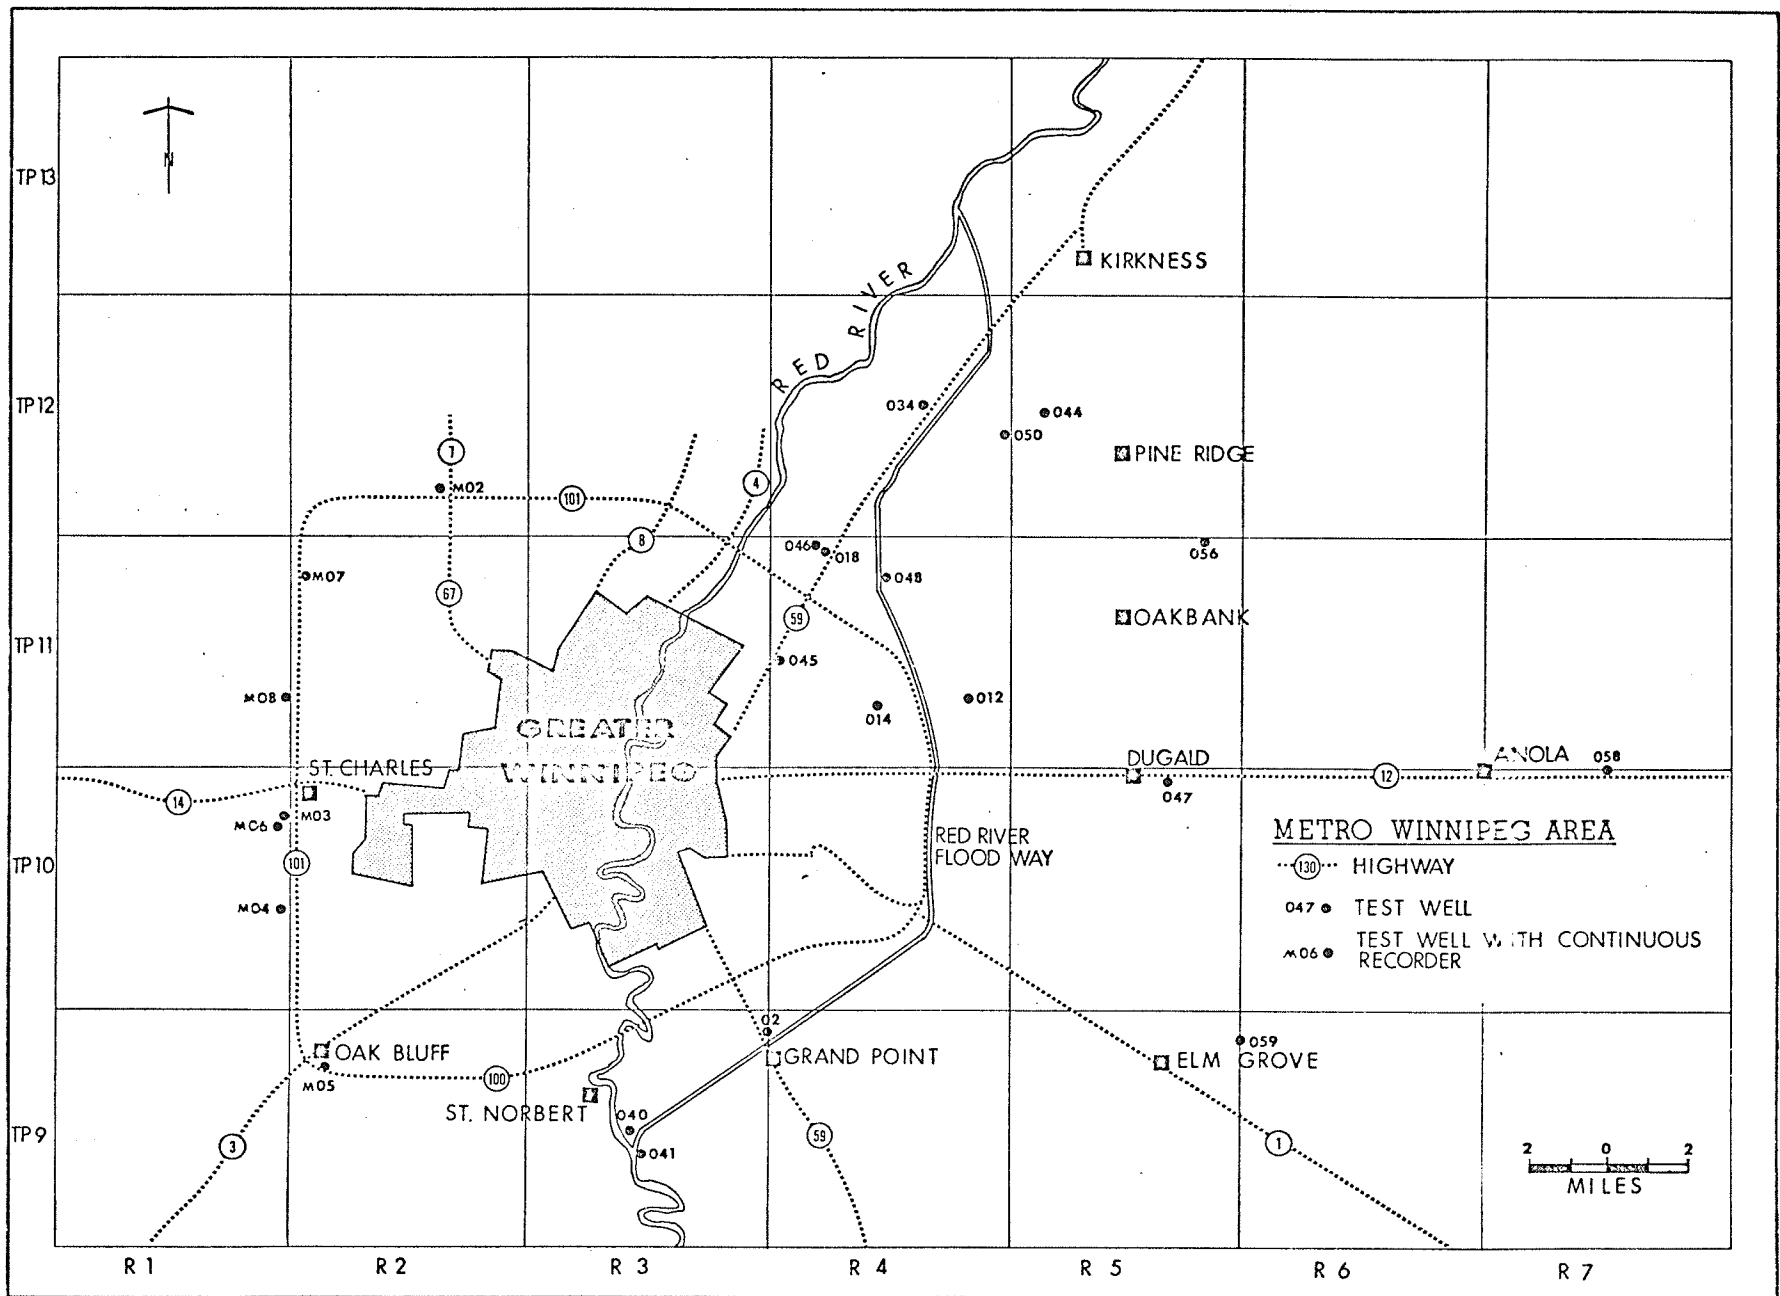 N
TP 13
KIRKNESS
RED RIVER
TP 12
034
044
050
7
PINE RIDGE
M02
4
101
8
046
018
056
M07
048
67
59
OAKBANK
TP 11
045
M08
012
014
GREATER
WINNIPEG
ST. CHARLES
DUGALD
ANOLA
058
14
12
047
M03
M06
METRO WINNIPEG AREA
RED RIVER
FLOOD WAY
TP 10
101
130 HIGHWAY
M04
047 TEST WELL
M06 TEST WELL WITH CONTINUOUS
RECORDER
02
OAK BLUFF
GRAND POINT
059
ELM GROVE
M05
100
ST. NORBERT
040
TP 9
3
59
1
041
2 0 2
MILES
R 1 R 2 R 3 R 4 R 5 R 6 R 7